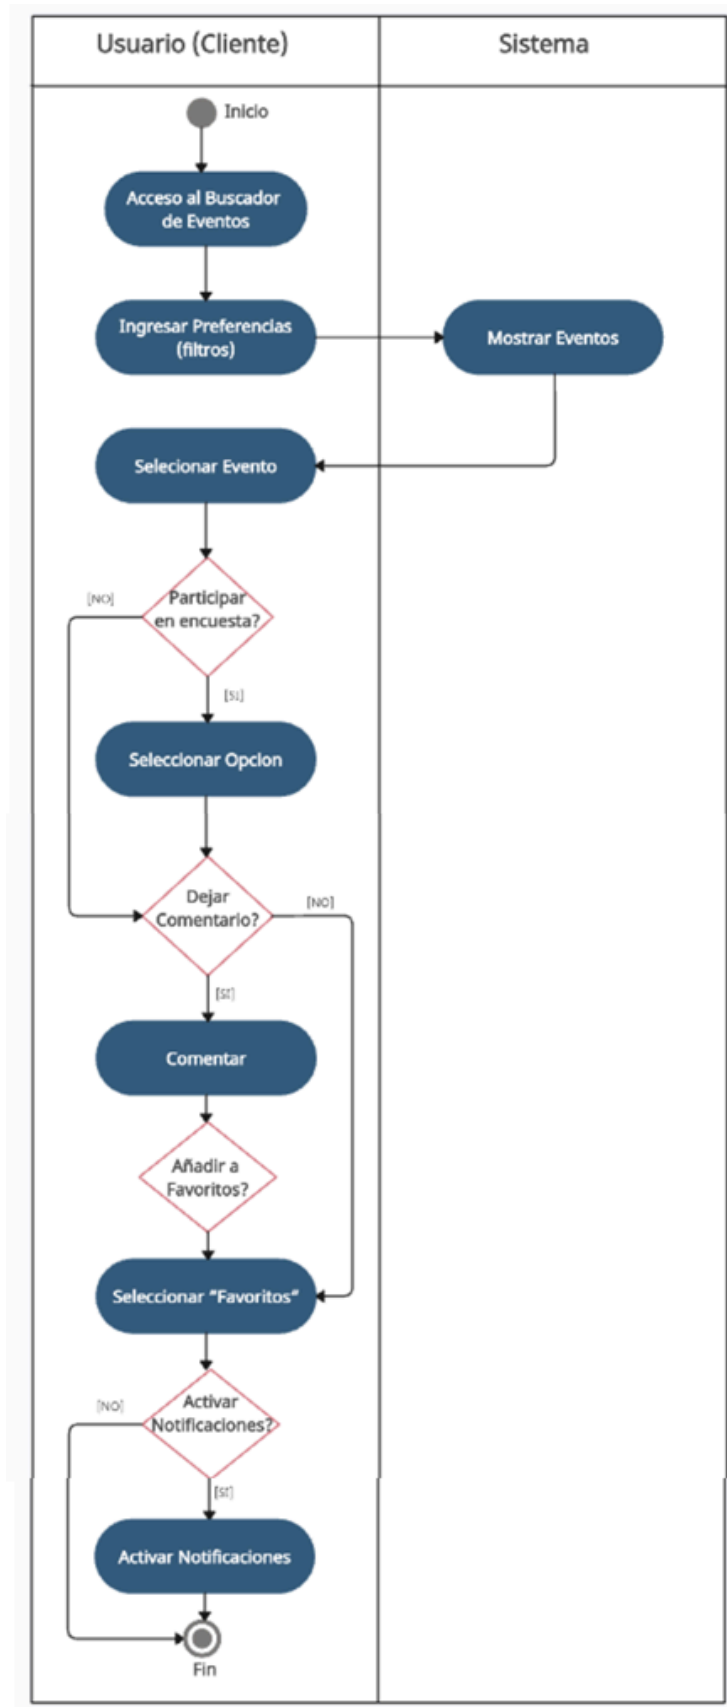 Usuario (Cliente)
Sistema
Inicio
Acceso al Buscador
de Eventos
Ingresar Preferencias
(filtros)
Mostrar Eventos
Selecionar Evento
[NO]
Participar
en encuesta?
[SI]
Seleccionar Opcion
Dejar
Comentario?
[NO]
[SI]
Comentar
Añadir a
Favoritos?
Seleccionar "Favoritos"
[NO]
Activar
Notificaciones?
[SI]
Activar Notificaciones
Fin